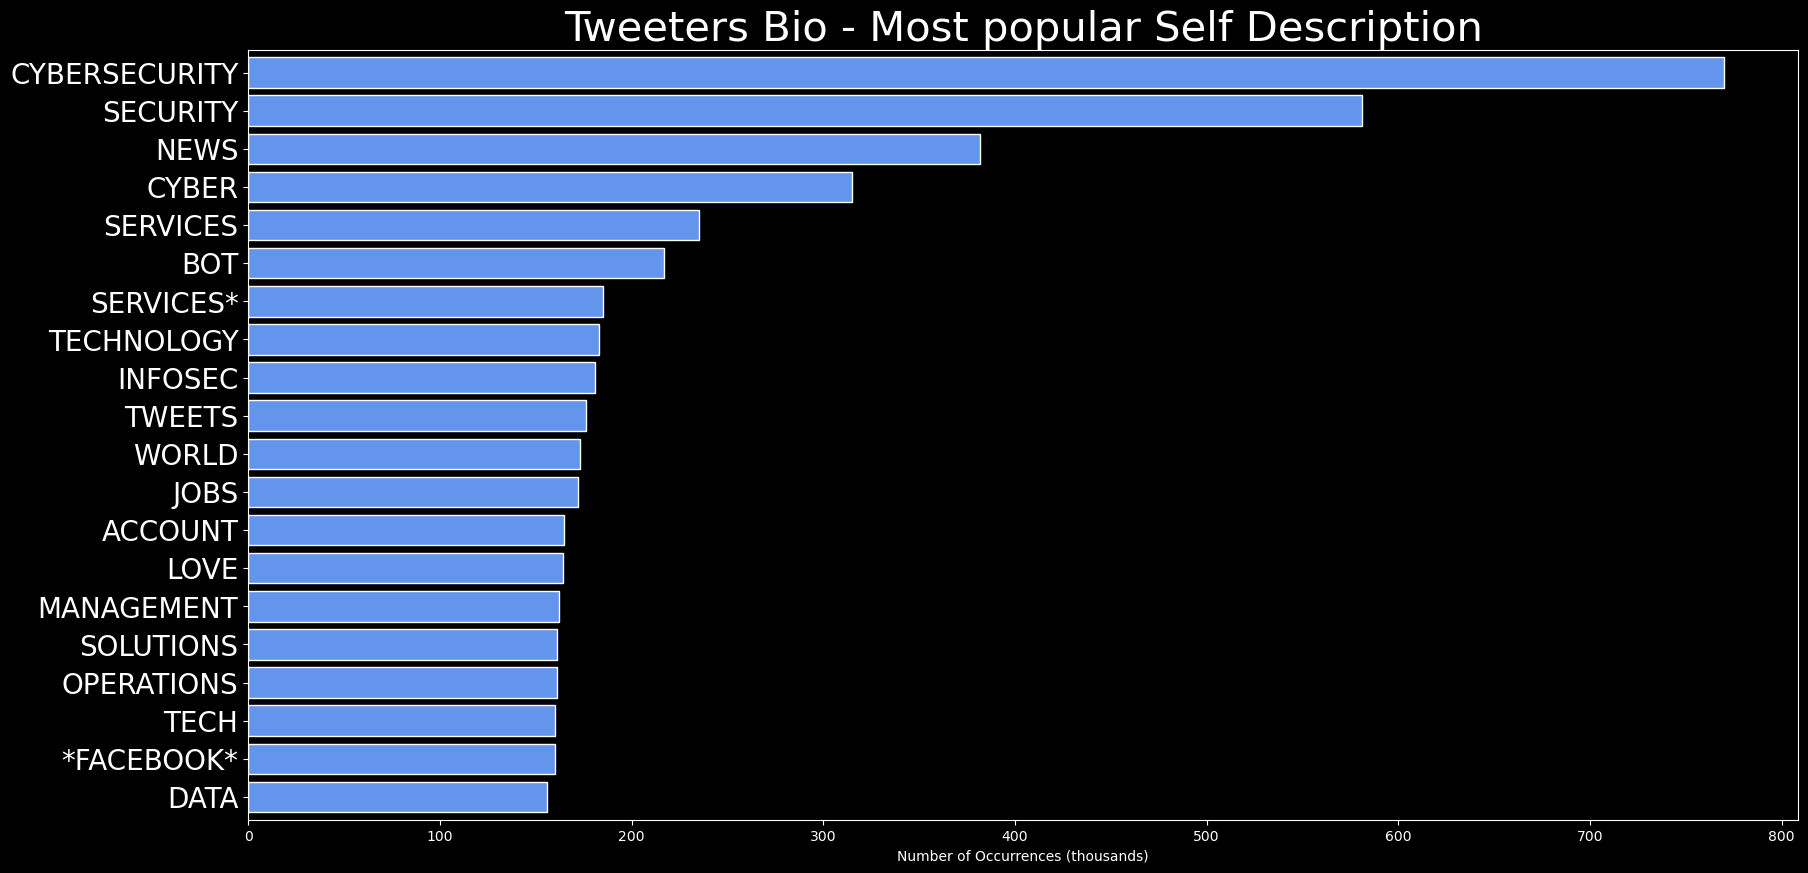 Tweeters Bio - Most popular Self Description
CYBERSECURITY
SECURITY
NEWS
CYBER
SERVICES
BOT
SERVICES*
TECHNOLOGY
INFOSEC
TWEETS
WORLD
JOBS
ACCOUNT
LOVE
MANAGEMENT
SOLUTIONS
OPERATIONS
TECH
*FACEBOOK*
DATA
0 100 200 300 400 500 600 700 800
Number of Occurrences (thousands)